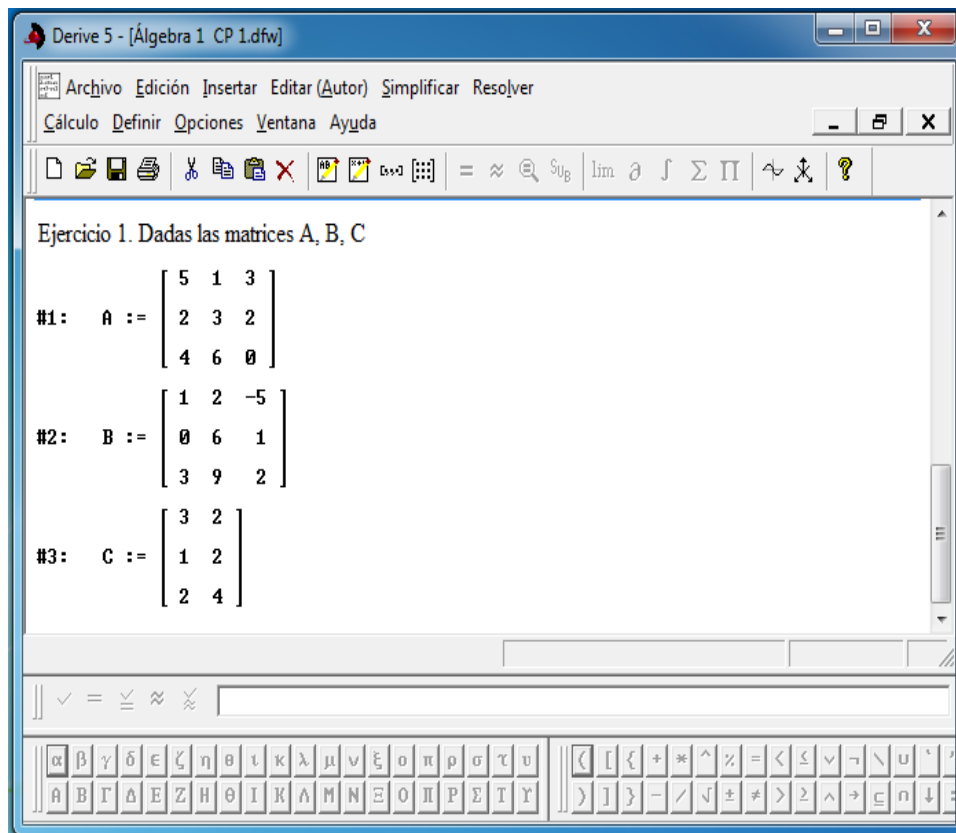 Derive 5 - [Álgebra 1 CP 1.dfw]
Archivo Edición Insertar Editar (Autor) Simplificar Resolver
Cálculo Definir Opciones Ventana Ayuda
= ≈ SUB lim ∂ ∫ Σ Π ?
Ejercicio 1. Dadas las matrices A, B, C
5 1 3
#1: A := 2 3 2
4 6 0
1 2 -5
#2: B := 0 6 1
3 9 2
3 2
#3: C := 1 2
2 4
α β γ δ ε ζ η θ ι κ λ μ ν ξ ο π ρ σ τ υ ( [ { + * ^ % = < ≤ ∨ ¬ \ ∪ `
Α Β Γ Δ Ε Ζ Η Θ Ι Κ Λ Μ Ν Ξ Ο Π Ρ Σ Τ Υ ) ] } - / √ ± ≠ > ≥ ∧ → ⊆ ∩ ↓